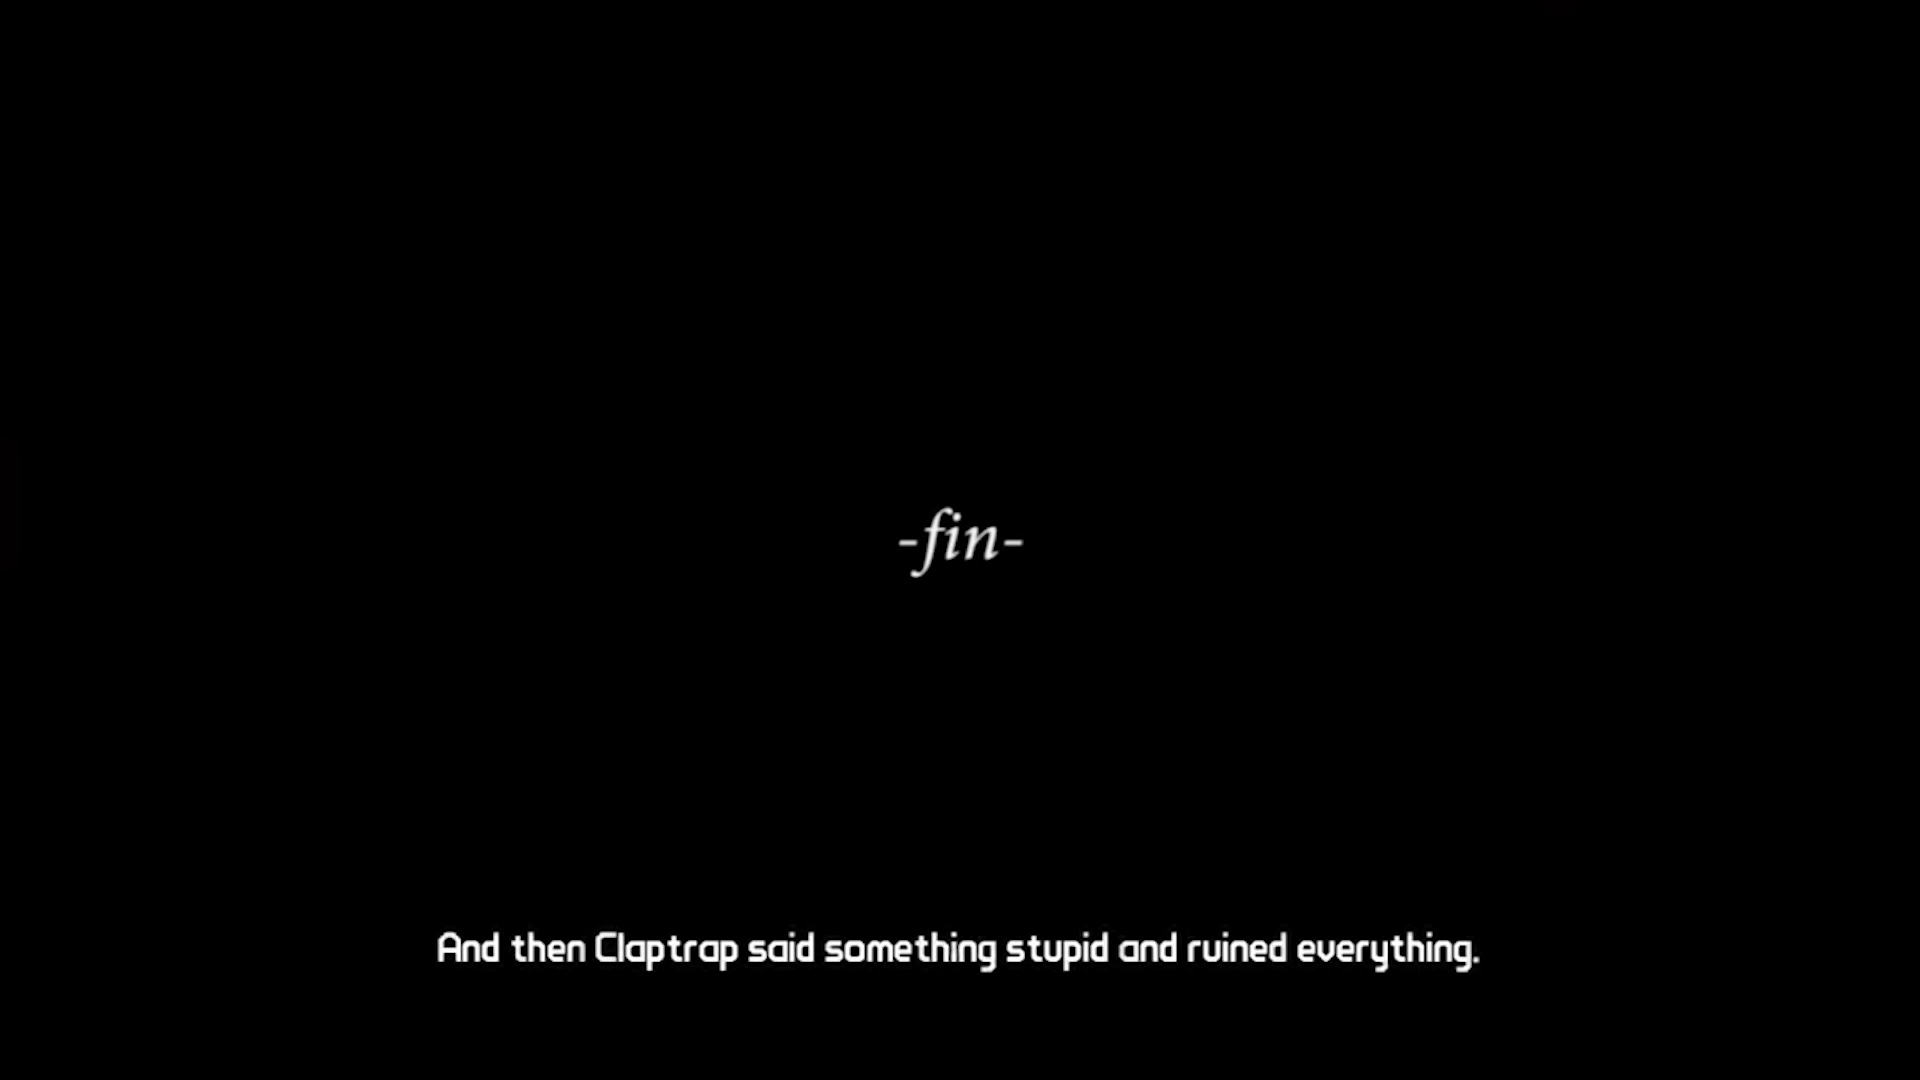 -fin-
And then Claptrap said something stupid and ruined everything.